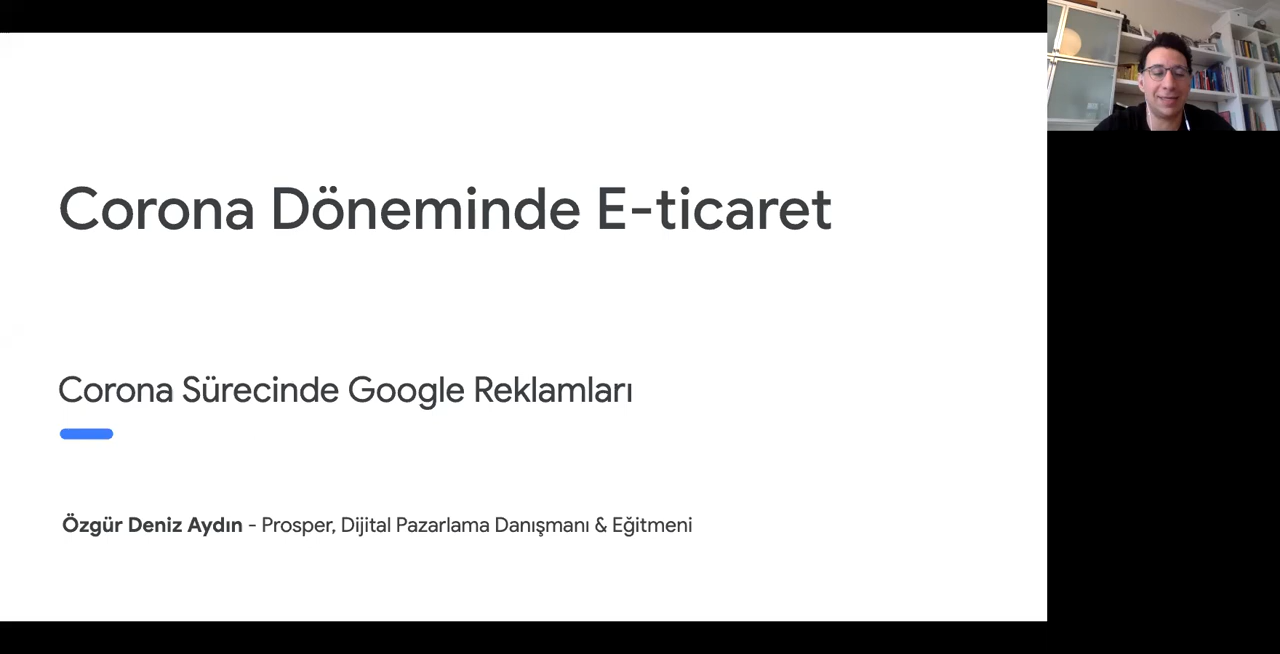 Corona Döneminde E-ticaret
Corona Sürecinde Google Reklamları
Özgür Deniz Aydın - Prosper, Dijital Pazarlama Danışmanı & Eğitmeni